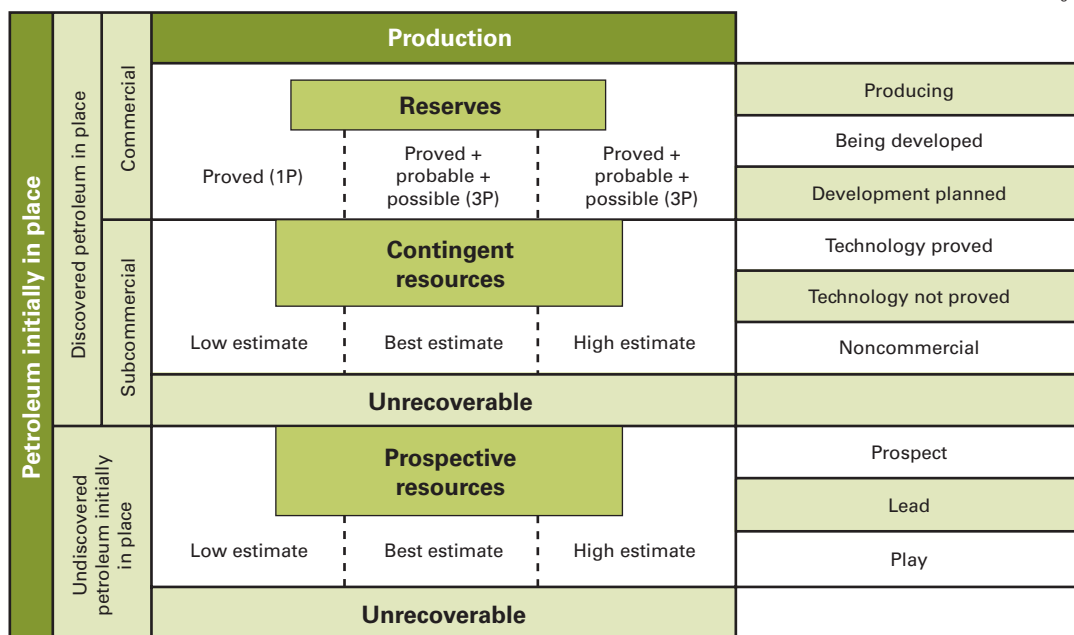 Petroleum initially in place
Discovered petroleum in place
Commercial
Subcommercial
Undiscovered
petroleum initially
in place
Production
Reserves
Proved (1P)
Proved +
probable +
possible (3P)
Proved +
probable +
possible (3P)
Producing
Being developed
Development planned
Contingent
resources
Low estimate
Best estimate
High estimate
Technology proved
Technology not proved
Noncommercial
Unrecoverable
Prospective
resources
Low estimate
Best estimate
High estimate
Prospect
Lead
Play
Unrecoverable